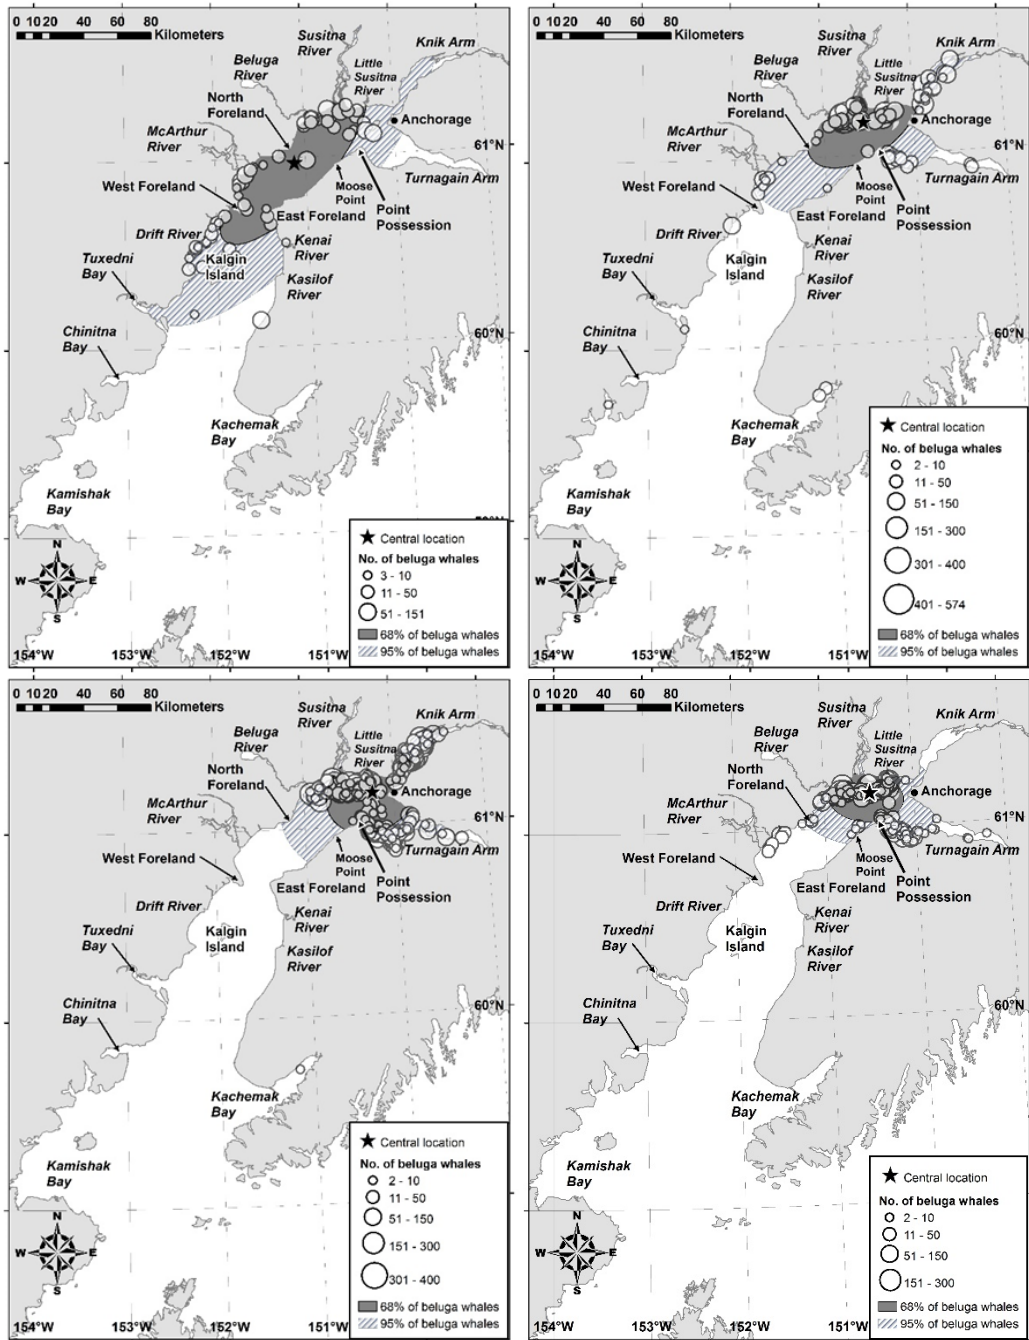 0 10 20 40 60 80
Kilometers
Susitna
River
Knik Arm
Beluga
River
Little
Susitna
River
North
Foreland
Anchorage
McArthur
River
61°N
West Foreland
Turnagain Arm
Moose
Point
Point
Possession
East Foreland
Drift River
Kenai
River
Tuxedni
Bay
Kalgin
Island
Kasilof
River
Chinitna
Bay
60°N
Kachemak
Bay
Kamishak
Bay
N
W E
S
Central location
No. of beluga whales
3 - 10
11 - 50
51 - 151
68% of beluga whales
95% of beluga whales
154°W 153°W 152°W 151°W
0 10 20 40 60 80
Kilometers
Susitna
River
Knik Arm
Beluga
River
Little
Susitna
River
North
Foreland
Anchorage
McArthur
River
61°N
West Foreland
Turnagain Arm
Moose
Point
Point
Possession
East Foreland
Drift River
Kenai
River
Tuxedni
Bay
Kalgin
Island
Kasilof
River
Chinitna
Bay
60°N
Kachemak
Bay
Kamishak
Bay
N
W E
S
Central location
No. of beluga whales
2 - 10
11 - 50
51 - 150
151 - 300
301 - 400
401 - 574
68% of beluga whales
95% of beluga whales
154°W 153°W 152°W 151°W
0 10 20 40 60 80
Kilometers
Susitna
River
Knik Arm
Beluga
River
Little
Susitna
River
North
Foreland
Anchorage
McArthur
River
61°N
West Foreland
Turnagain Arm
Moose
Point
Point
Possession
East Foreland
Drift River
Kenai
River
Tuxedni
Bay
Kalgin
Island
Kasilof
River
Chinitna
Bay
60°N
Kachemak
Bay
Kamishak
Bay
N
W E
S
Central location
No. of beluga whales
2 - 10
11 - 50
51 - 150
151 - 300
301 - 400
68% of beluga whales
95% of beluga whales
154°W 153°W 152°W 151°W
0 10 20 40 60 80
Kilometers
Susitna
River
Knik Arm
Beluga
River
Little
Susitna
River
North
Foreland
Anchorage
McArthur
River
61°N
West Foreland
Turnagain Arm
Moose
Point
Point
Possession
East Foreland
Drift River
Kenai
River
Tuxedni
Bay
Kalgin
Island
Kasilof
River
Chinitna
Bay
60°N
Kachemak
Bay
Kamishak
Bay
N
W E
S
Central location
No. of beluga whales
2 - 10
11 - 50
51 - 150
151 - 300
68% of beluga whales
95% of beluga whales
154°W 153°W 152°W 151°W